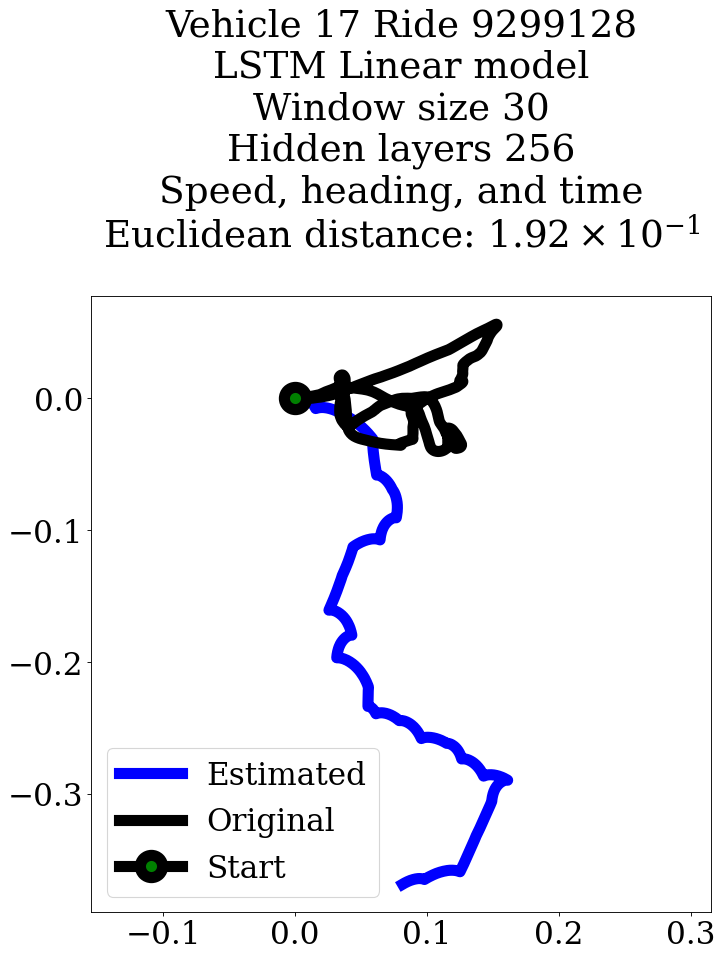 Vehicle 17 Ride 9299128
LSTM Linear model
Window size 30
Hidden layers 256
Speed, heading, and time
Euclidean distance: 1.92 × 10⁻¹
0.0
−0.1
−0.2
−0.3
Estimated
Original
Start
−0.1 0.0 0.1 0.2 0.3